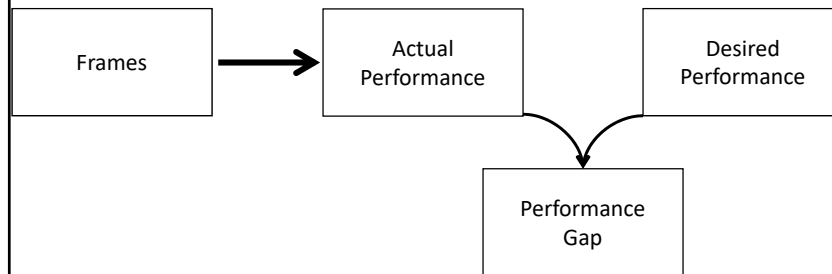 Frames
Actual
Performance
Desired
Performance
Performance
Gap